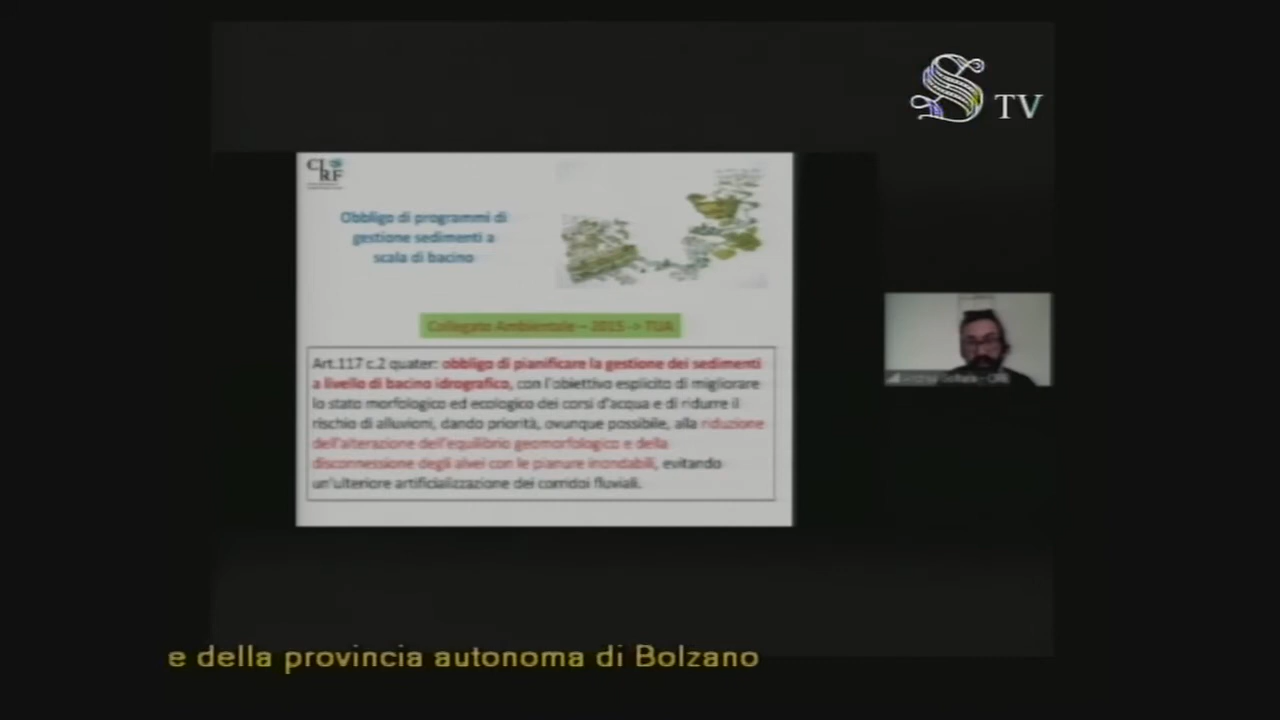 S TV
CIRF
Obbligo di programmi di
gestione sedimenti a
scala di bacino
Collegato Ambientale – 2015 -> TUA
Art.117 c.2 quater: obbligo di pianificare la gestione dei sedimenti
a livello di bacino idrografico, con l'obiettivo esplicito di migliorare
lo stato morfologico ed ecologico dei corsi d'acqua e di ridurre il
rischio di alluvioni, dando priorità, ovunque possibile, alla riduzione
dell'alterazione dell'equilibrio geomorfologico e della
disconnessione degli alvei con le pianure inondabili, evitando
un'ulteriore artificializzazione dei corridoi fluviali.
e della provincia autonoma di Bolzano